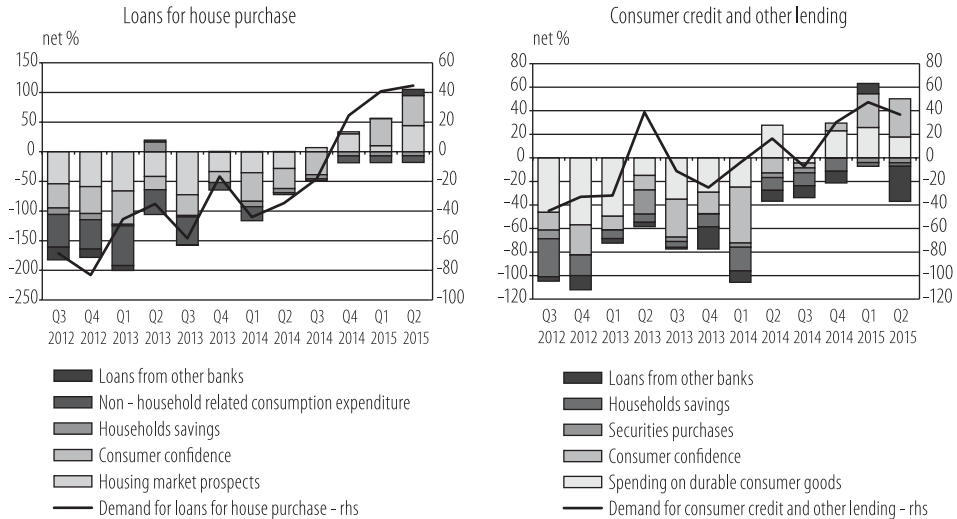 Loans for house purchase
net %
150
100
50
0
–50
–100
–150
–200
–250
60
40
20
0
–20
–40
–60
–80
–100
Q3 Q4 Q1 Q2 Q3 Q4 Q1 Q2 Q3 Q4 Q1 Q2
2012 2012 2013 2013 2013 2013 2014 2014 2014 2014 2015 2015
Loans from other banks
Non – household related consumption expenditure
Households savings
Consumer confidence
Housing market prospects
Demand for loans for house purchase – rhs
Consumer credit and other lending
net %
80
60
40
20
0
–20
–40
–60
–80
–100
–120
80
60
40
20
0
–20
–40
–60
–80
–100
–120
Q3 Q4 Q1 Q2 Q3 Q4 Q1 Q2 Q3 Q4 Q1 Q2
2012 2012 2013 2013 2013 2013 2014 2014 2014 2014 2015 2015
Loans from other banks
Households savings
Securities purchases
Consumer confidence
Spending on durable consumer goods
Demand for consumer credit and other lending – rhs